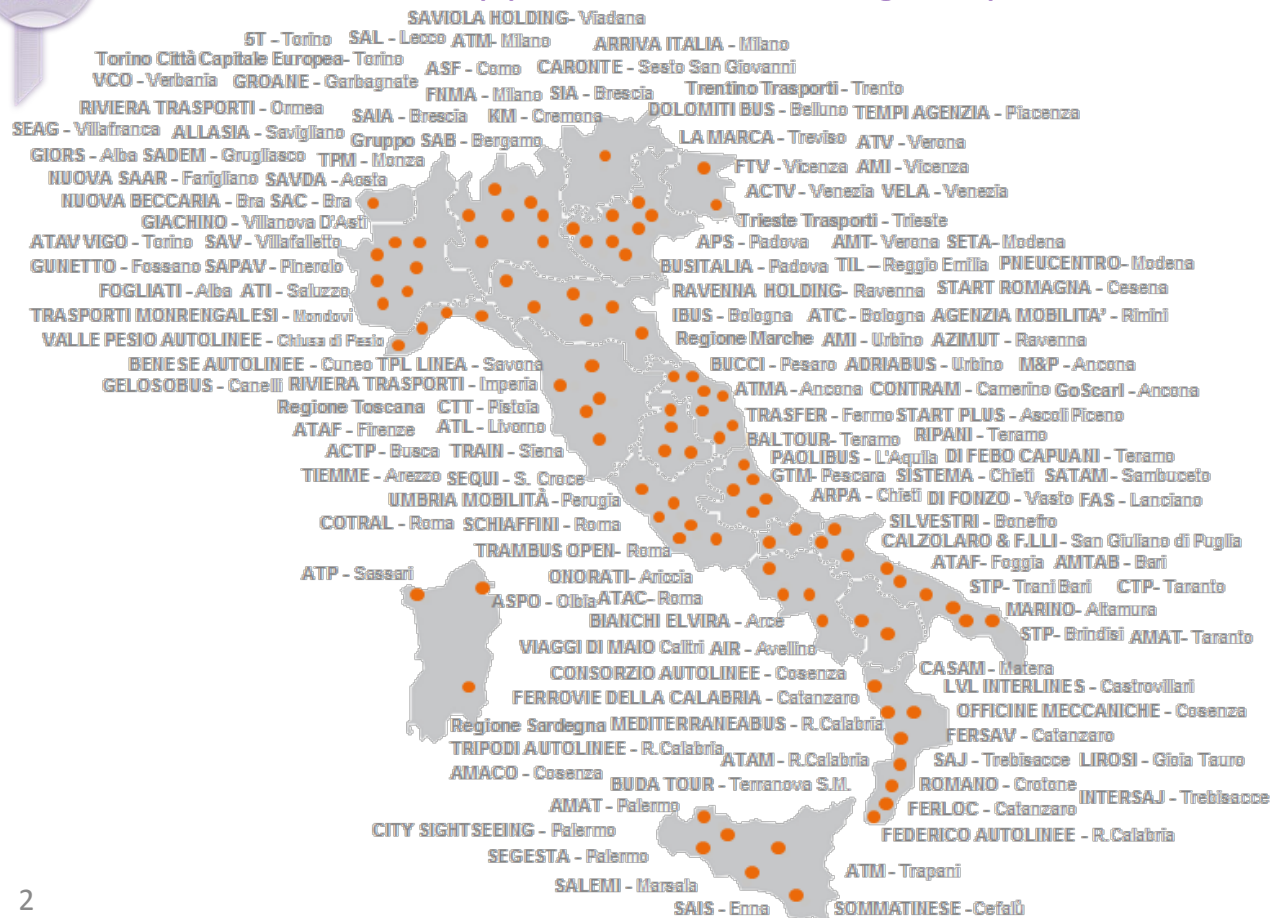 SAVIOLA HOLDING- Viadana
5T - Torino SAL - Lecco ATM- Milano ARRIVA ITALIA - Milano
Torino Città Capitale Europea- Torino ASF - Como CARONTE - Sesto San Giovanni
VCO - Verbania GROANE - Garbagnate FNMA - Milano SIA - Brescia Trentino Trasporti - Trento
RIVIERA TRASPORTI - Ormea SAIA - Brescia KM - Cremona DOLOMITI BUS - Belluno TEMPI AGENZIA - Piacenza
SEAG - Villafranca ALLASIA - Savigliano Gruppo SAB - Bergamo LA MARCA - Treviso ATV - Verona
GIORS - Alba SADEM - Grugliasco TPM - Monza FTV - Vicenza AMI - Vicenza
NUOVA SAAR - Farigliano SAVDA - Aosta ACTV - Venezia VELA - Venezia
NUOVA BECCARIA - Bra SAC - Bra
GIACHINO - Villanova D'Asti Trieste Trasporti - Trieste
ATAV VIGO - Torino SAV - Villafalletto APS - Padova AMT- Verona SETA- Modena
GUNETTO - Fossano SAPAV - Pinerolo BUSITALIA - Padova TIL – Reggio Emilia PNEUCENTRO- Modena
FOGLIATI - Alba ATI - Saluzzo RAVENNA HOLDING- Ravenna START ROMAGNA - Cesena
TRASPORTI MONREGALESI - Mondovì IBUS - Bologna ATC - Bologna AGENZIA MOBILITA' - Rimini
VALLE PESIO AUTOLINEE - Chiusa di Pesio Regione Marche AMI - Urbino AZIMUT - Ravenna
BENESE AUTOLINEE - Cuneo TPL LINEA - Savona BUCCI - Pesaro ADRIABUS - Urbino M&P - Ancona
GELOSOBUS - Canelli RIVIERA TRASPORTI - Imperia ATMA - Ancona CONTRAM - Camerino GoScarl - Ancona
Regione Toscana CTT - Pistoia TRASFER - Fermo START PLUS - Ascoli Piceno
ATAF - Firenze ATL - Livorno BALTOUR- Teramo RIPANI - Teramo
ACTP - Busca TRAIN - Siena PAOLIBUS - L'Aquila DI FEBO CAPUANI - Teramo
TIEMME - Arezzo SEQUI - S. Croce GTM- Pescara SISTEMA - Chieti SATAM - Sambuceto
UMBRIA MOBILITÀ - Perugia ARPA - Chieti DI FONZO - Vasto FAS - Lanciano
COTRAL - Roma SCHIAFFINI - Roma SILVESTRI - Bonefro
CALZOLARO & F.LLI - San Giuliano di Puglia
TRAMBUS OPEN- Roma ATAF- Foggia AMTAB - Bari
ATP - Sassari ONORATI- Ariccia STP- Trani Bari CTP- Taranto
ASPO - Olbia ATAC- Roma MARINO- Altamura
BIANCHI ELVIRA - Arce STP- Brindisi AMAT- Taranto
VIAGGI DI MAIO Calitri AIR - Avellino
CONSORZIO AUTOLINEE - Cosenza CASAM - Matera
FERROVIE DELLA CALABRIA - Catanzaro LVL INTERLINES - Castrovillari
OFFICINE MECCANICHE - Cosenza
Regione Sardegna MEDITERRANEABUS - R.Calabria FERSAV - Catanzaro
TRIPODI AUTOLINEE - R.Calabria ATAM - R.Calabria SAJ - Trebisacce LIROSI - Gioia Tauro
AMACO - Cosenza BUDA TOUR - Terranova S.M. ROMANO - Crotone INTERSAJ - Trebisacce
AMAT - Palermo FERLOC - Catanzaro
CITY SIGHTSEEING - Palermo FEDERICO AUTOLINEE - R.Calabria
SEGESTA - Palermo
ATM - Trapani
SALEMI - Marsala
SAIS - Enna SOMMATINESE -Cefalù
2